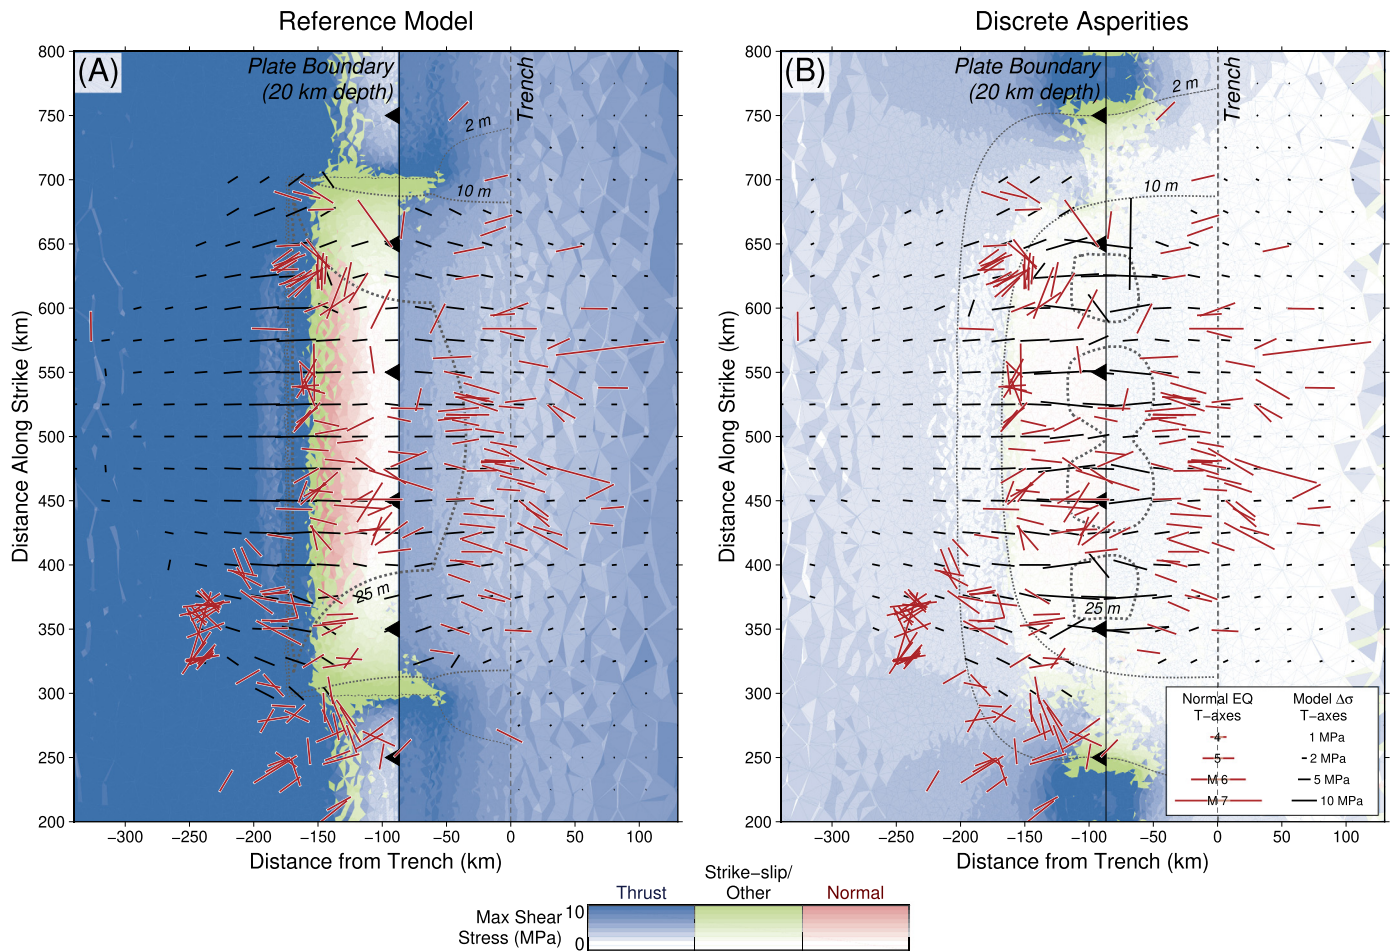 Reference Model
Discrete Asperities
(A)
Plate Boundary
(20 km depth)
Trench
2 m
10 m
25 m
(B)
Plate Boundary
(20 km depth)
Trench
2 m
10 m
25 m
Distance Along Strike (km)
800
750
700
650
600
550
500
450
400
350
300
250
200
−300
−250
−200
−150
−100
−50
0
50
100
Distance from Trench (km)
Distance Along Strike (km)
800
750
700
650
600
550
500
450
400
350
300
250
200
−300
−250
−200
−150
−100
−50
0
50
100
Distance from Trench (km)
Normal EQ
T−axes
Model Δσ
T−axes
4
1 MPa
5
2 MPa
M 6
5 MPa
M 7
10 MPa
Strike−slip/
Thrust
Other
Normal
Max Shear
Stress (MPa)
10
0